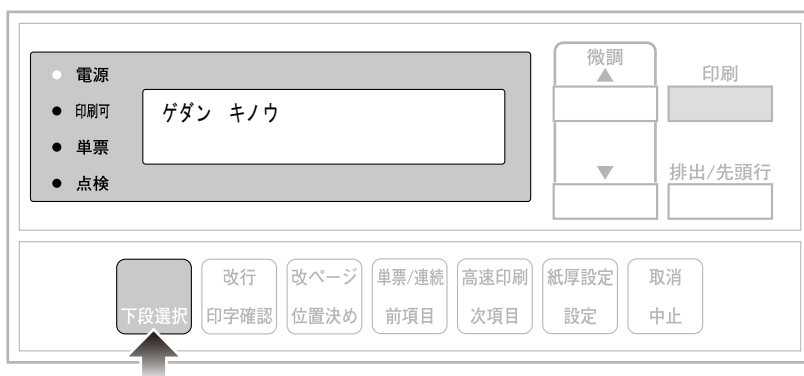 電源
印刷可
単票
点検
ゲダン キノウ
微調
▲
▼
印刷
排出/先頭行
下段選択
改行
印字確認
改ページ
位置決め
単票/連続
前項目
高速印刷
次項目
紙厚設定
設定
取消
中止